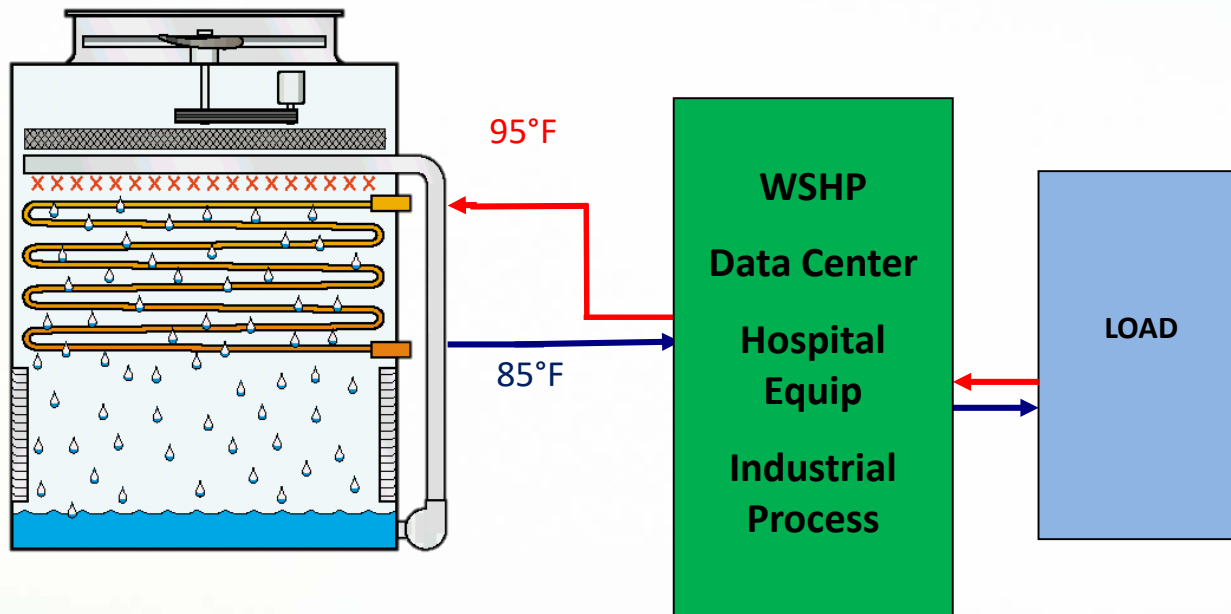 95°F
85°F
WSHP
Data Center
Hospital
Equip
Industrial
Process
LOAD